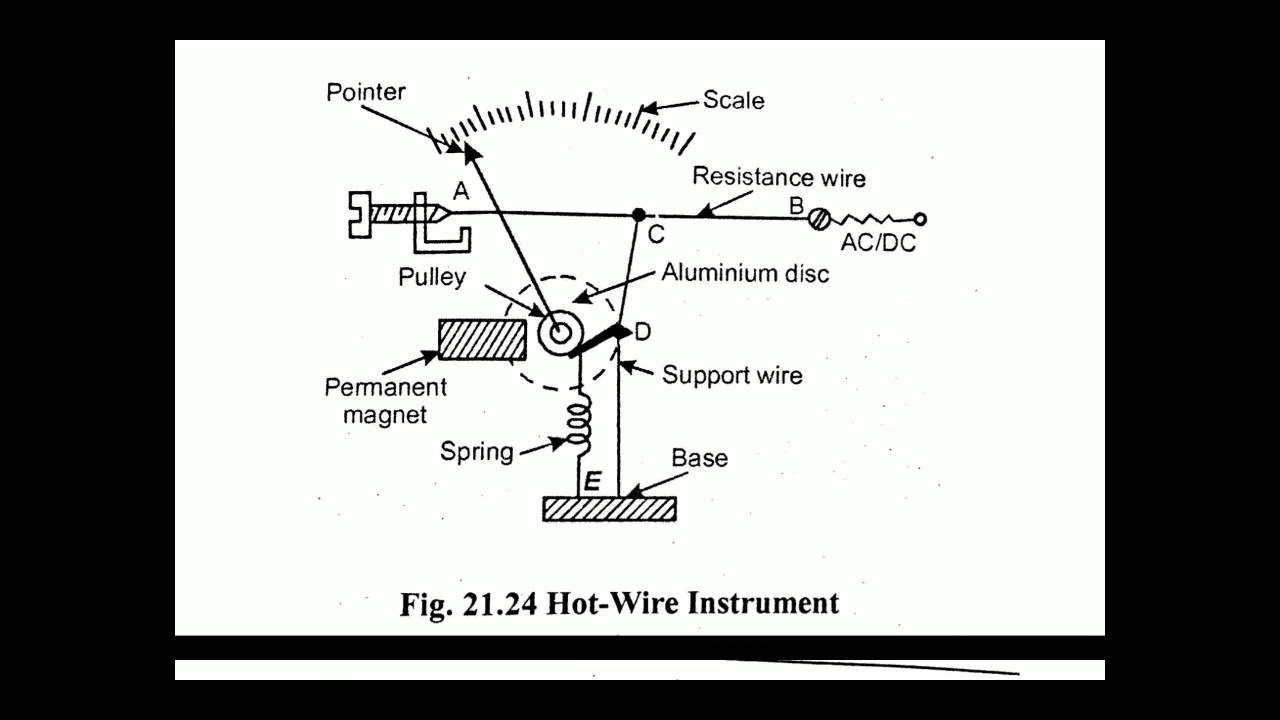 Pointer
Scale
Resistance wire
A
B
C
AC/DC
Pulley
Aluminium disc
D
Permanent
magnet
Support wire
Spring
Base
E
Fig. 21.24 Hot-Wire Instrument